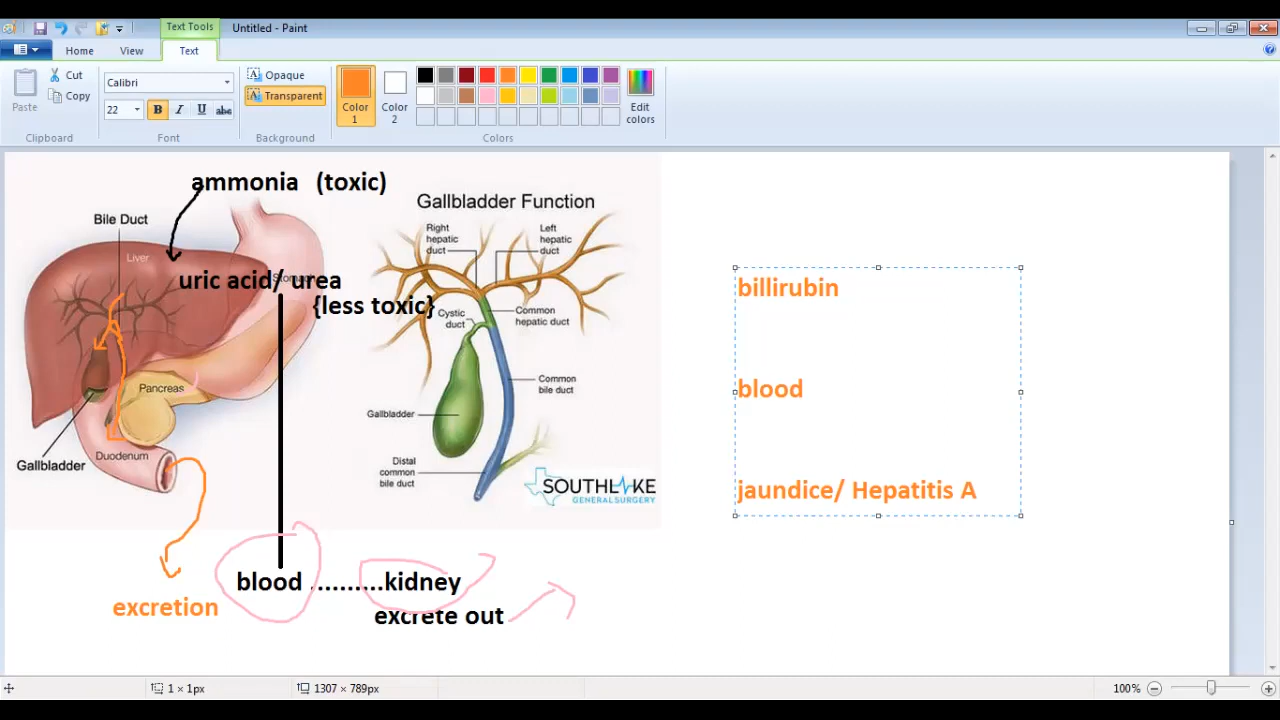 Text Tools
Untitled - Paint
Home
View
Text
Paste
Cut
Copy
Clipboard
Calibri
22
B
I
U
abc
Font
Opaque
Transparent
Background
Color
1
Color
2
Edit
colors
Colors
ammonia (toxic)
Bile Duct
Liver
Stomach
uric acid/ urea
{less toxic}
Pancreas
Gallbladder
Duodenum
Gallbladder Function
Right
hepatic
duct
Left
hepatic
duct
Cystic
duct
Common
hepatic duct
Common
bile duct
Gallbladder
Distal
common
bile duct
SOUTHLAKE
GENERAL SURGERY
blood .........kidney
excrete out
excretion
billirubin
blood
jaundice/ Hepatitis A
1 × 1px
1307 × 789px
100%